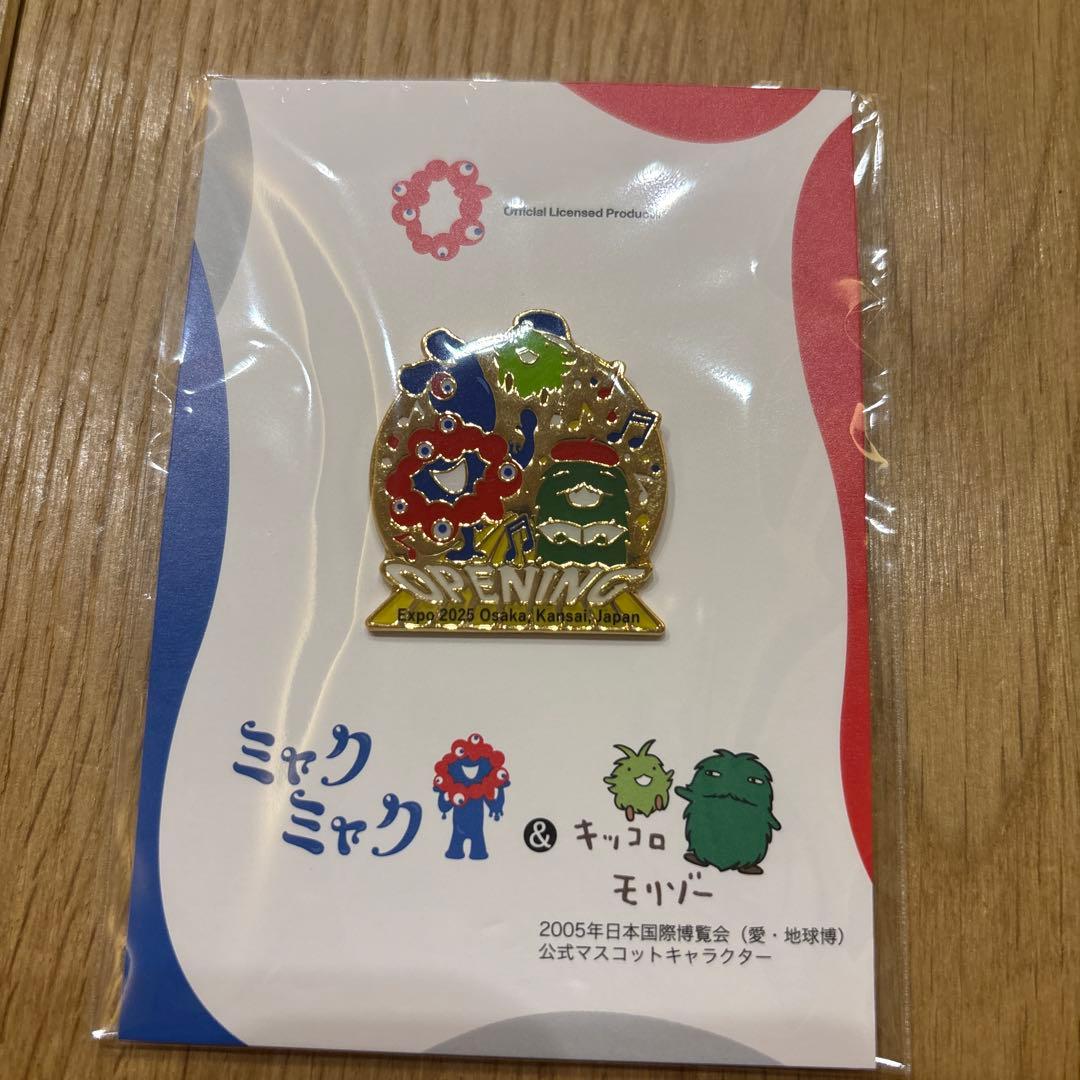 Official Licensed Product
OPENING
Expo 2025 Osaka, Kansai, Japan
ミャク
ミャク
&
キッコロ
モリゾー
2005年日本国際博覧会（愛・地球博）
公式マスコットキャラクター